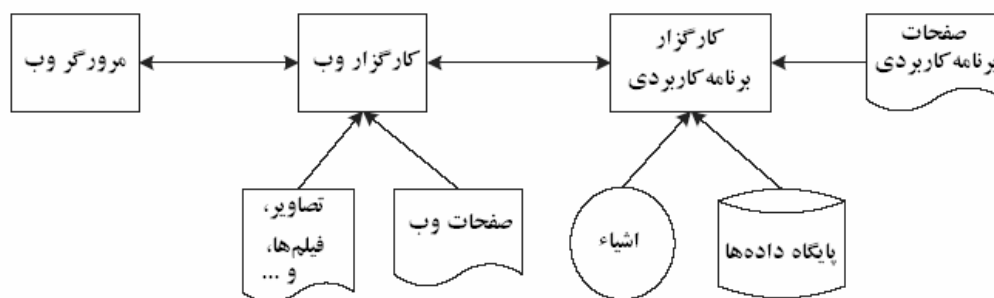 مرورگر وب
کارگزار وب
کارگزار
برنامه کاربردی
صفحات
برنامه کاربردی
تصاویر،
فیلم‌ها،
و ...
صفحات وب
اشیاء
پایگاه داده‌ها